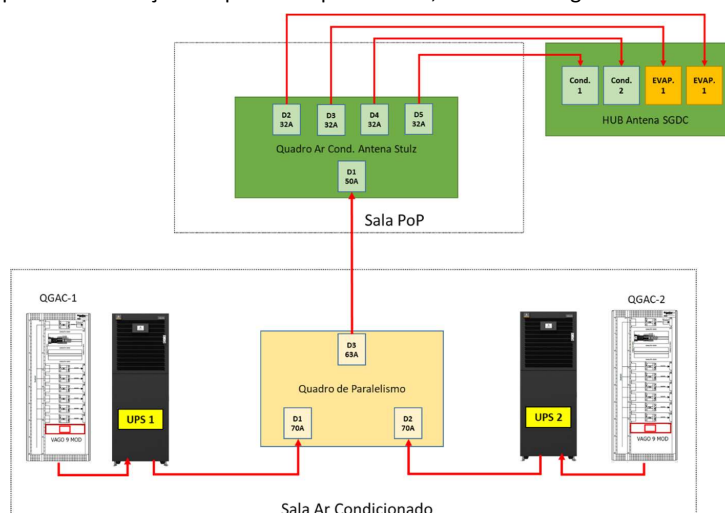 D2
32A
D3
32A
D4
32A
D5
32A
Quadro Ar Cond. Antena Stulz
D1
50A
Cond.
1
Cond.
2
EVAP.
1
EVAP.
1
HUB Antena SGDC
Sala PoP
QGAC-1
UPS 1
VAGO 9 MOD
D3
63A
Quadro de Paralelismo
D1
70A
D2
70A
UPS 2
QGAC-2
VAGO 9 MOD
Sala Ar Condicionado